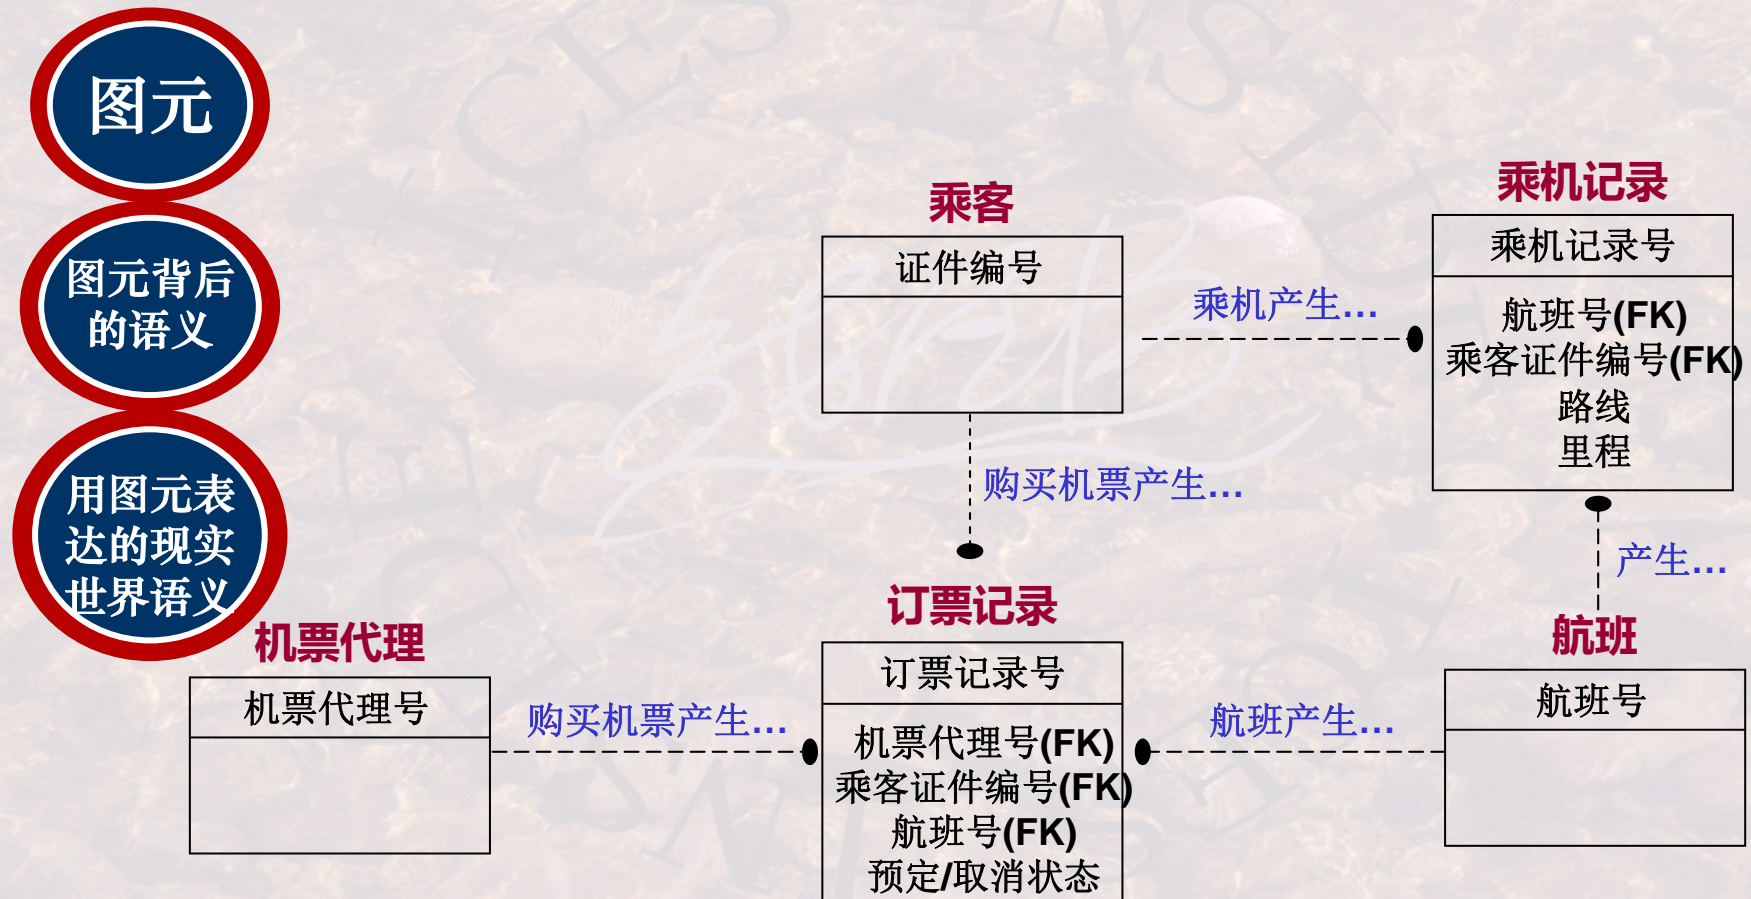 图元
图元背后
的语义
用图元表
达的现实
世界语义
乘客
证件编号
乘机产生...
乘机记录
乘机记录号
航班号(FK)
乘客证件编号(FK)
路线
里程
购买机票产生...
产生...
机票代理
机票代理号
购买机票产生...
订票记录
订票记录号
机票代理号(FK)
乘客证件编号(FK)
航班号(FK)
预定/取消状态
航班产生...
航班
航班号